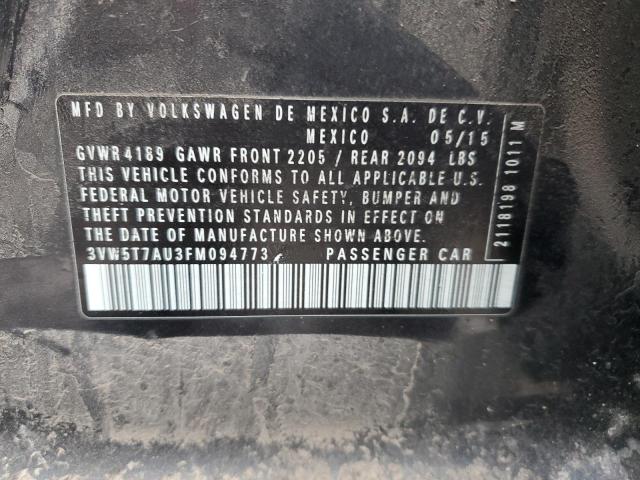 MFD BY VOLKSWAGEN DE MEXICO S.A. DE C.V.
MEXICO 05/15
GVWR 4189 GAWR FRONT 2205 / REAR 2094 LBS
THIS VEHICLE CONFORMS TO ALL APPLICABLE U.S.
FEDERAL MOTOR VEHICLE SAFETY, BUMPER AND
THEFT PREVENTION STANDARDS IN EFFECT ON
THE DATE OF MANUFACTURE SHOWN ABOVE.
3VW5T7AU3FM094773 PASSENGER CAR
2118198 1011 M